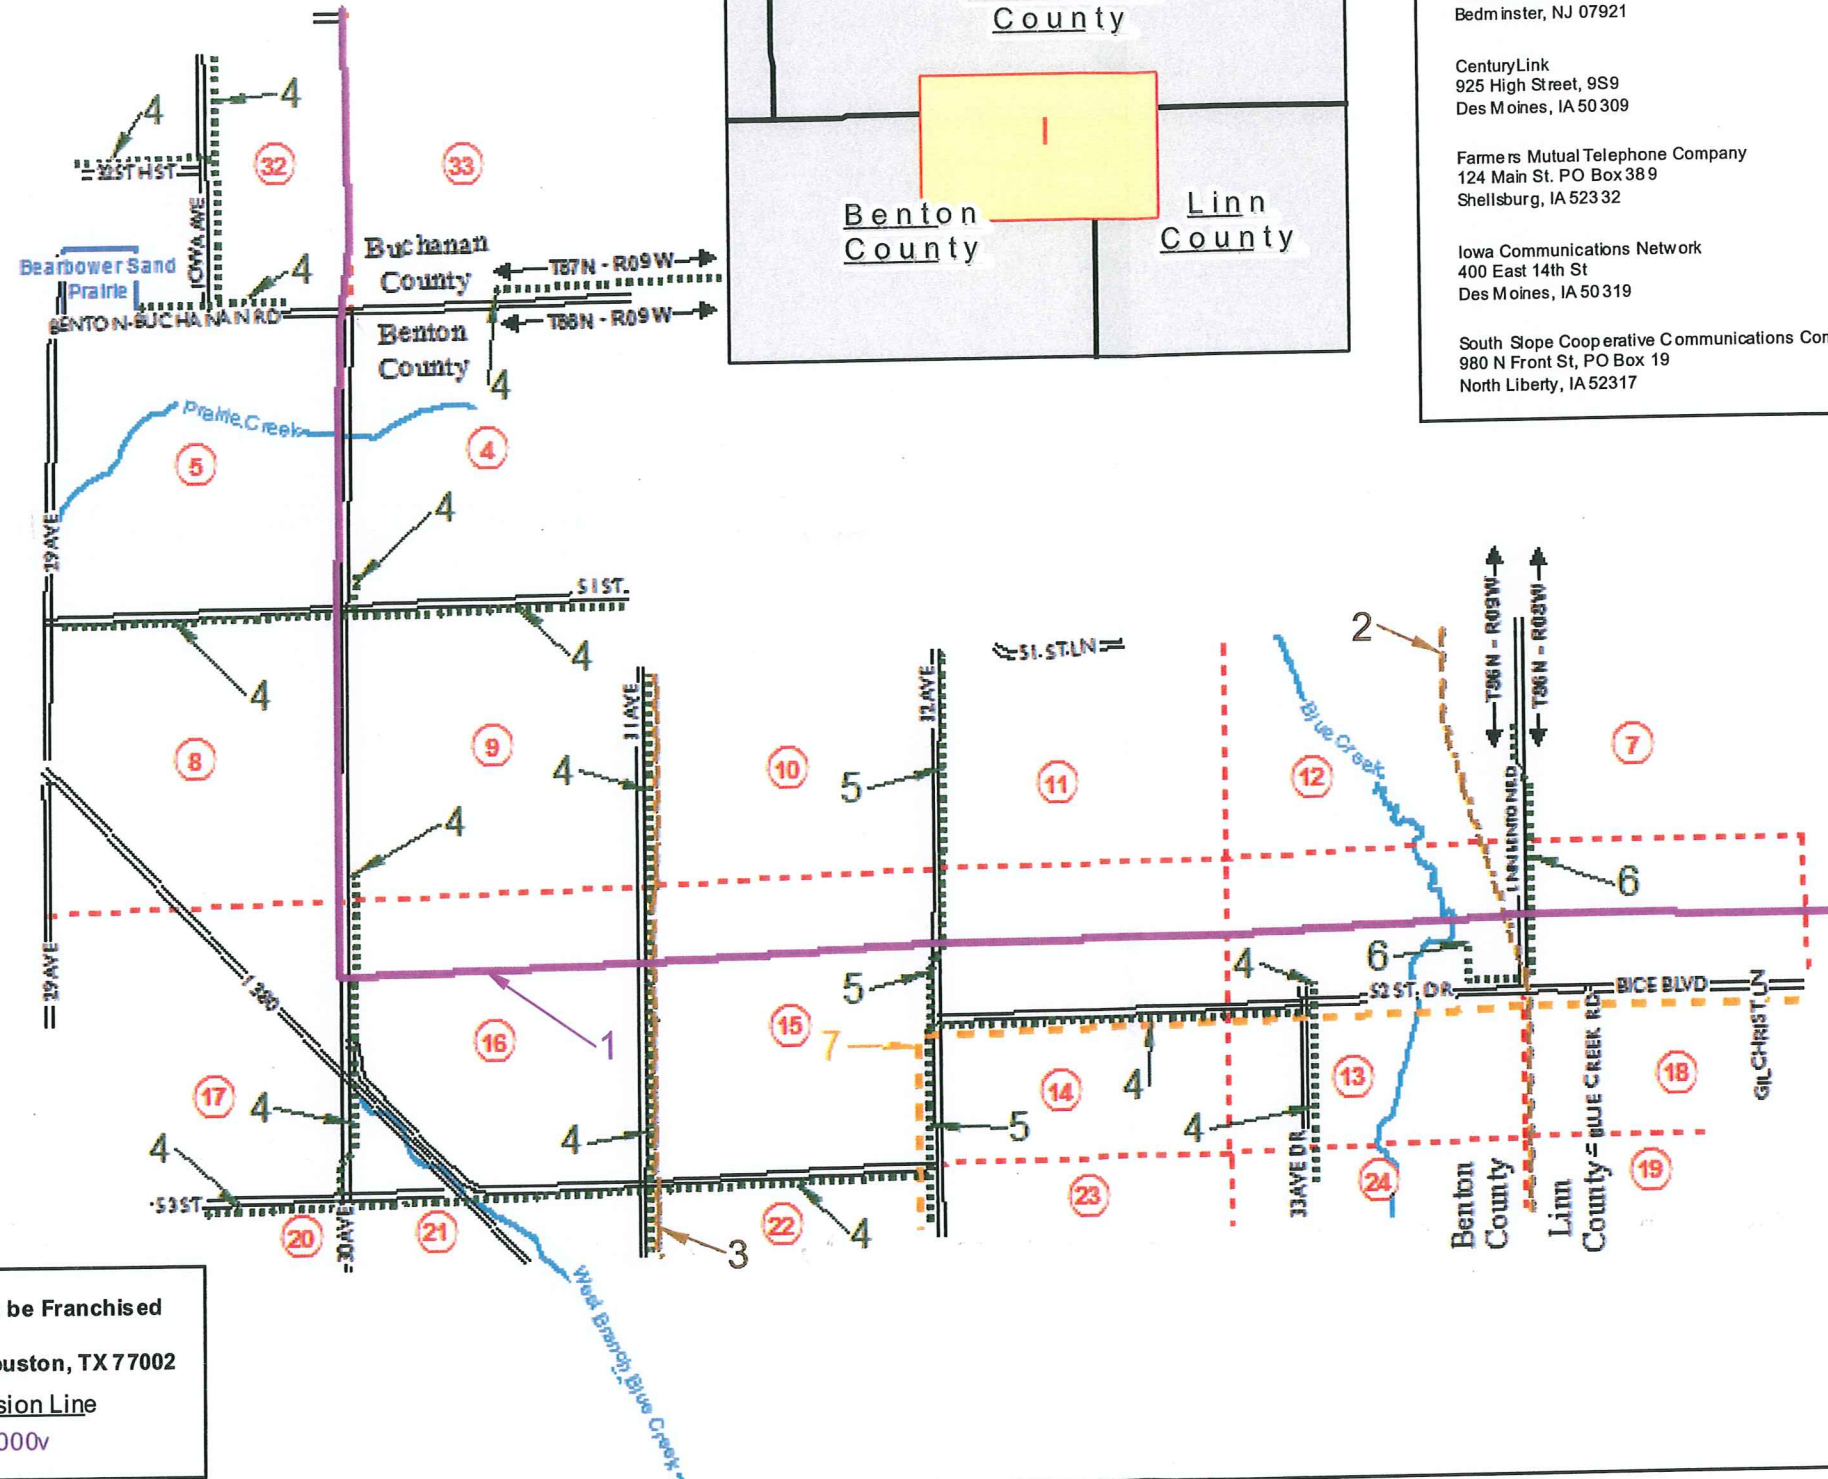 County
Benton
County
Linn
County
I
Bedminster, NJ 07921
CenturyLink
925 High Street, 9S9
Des Moines, IA 50309
Farmers Mutual Telephone Company
124 Main St. PO Box 389
Shellsburg, IA 52332
Iowa Communications Network
400 East 14th St
Des Moines, IA 50319
South Slope Cooperative Communications
980 N Front St, PO Box 19
North Liberty, IA 52317
4
4
32
33
IOWA AVE
Bearbower Sand
Prairie
4
BENTON-BUCHANAN RD
Buchanan
County
T87N - R09W
Benton
County
4
Prairie Creek
5
4
4
29 AVE
51 ST.
4
4
8
9
31 AVE
4
10
32 AVE
5
51 ST. LN
11
Blue Creek
12
2
T86N - R09W
T86N - R08W
7
6
4
29 AVE
I 380
1
16
15
5
7
4
6
52 ST. DR
BICE BLVD
GILCHRIST LN
BLUE CREEK RD
17
4
4
53 ST
20
30 AVE
21
4
22
4
3
14
4
5
23
13
4
33 AVE DR
24
18
19
Benton
County
Linn
County
West Branch Blue Creek
be Franchised
TX 77002
sion Line
000v